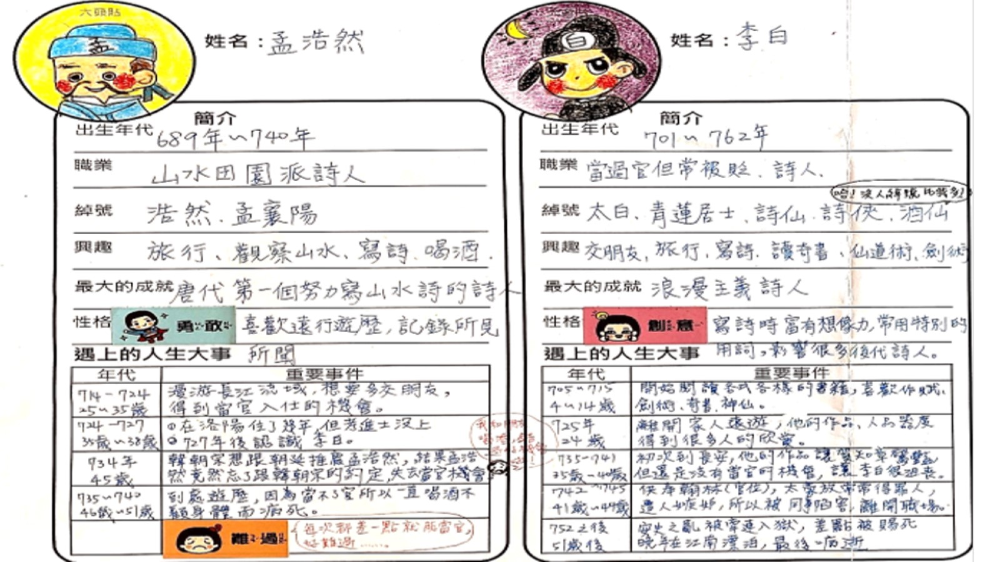 大頭貼
孟
姓名：孟浩然
簡介
出生年代 689年～740年
職業 山水田園派詩人
綽號 浩然、孟襄陽
興趣 旅行、觀察山水、寫詩、喝酒.
最大的成就 唐代第一個努力寫山水詩的詩人
性格 勇敢 喜歡遠行遊歷,記錄所見
所聞
遇上的人生大事
年代 重要事件
714-724
25～35歲
漫遊長江流域,想要多交朋友,
得到當官入仕的機會。
724-727
35歲～38歲
①在洛陽住了幾年,但考進士沒上
②727年後認識李白。
734年
45歲
韓朝宗想跟朝廷推薦孟浩然,結果孟浩
然竟然忘了跟韓朝宗的約定,失去當官機會
735～740
46歲～51歲
到處遊歷,因為當不了官所以一直喝酒不
顧身體而病死。
難過
每次都差一點就能當官,
好難過......
白
姓名：李白
簡介
出生年代 701～762年
職業 當過官但常被貶、詩人.
哈!沒人綽號比我多!
綽號 太白、青蓮居士、詩仙、詩俠、酒仙
興趣 交朋友、旅行、寫詩、讀奇書、仙道術、劍術
最大的成就 浪漫主義詩人
性格 創意 寫詩時富有想像力,常用特別的
用詞,影響很多後代詩人。
遇上的人生大事
年代 重要事件
705～715
4～14歲
開始閱讀各式各樣的書籍,喜歡作賦、
劍術、奇書、神仙。
725年
24歲
離開家人遠遊,他的作品、人品器度
得到很多人的欣賞。
735-741
35歲-40歲
初次到長安,他的作品讓賀知章驚豔
但還是沒有當官的機會,讓李白很沮喪。
742～745
41歲～44歲
供奉翰林(官位),太豪放常常得罪人,
遭人嫉妒,所以被同事陷害,離開職場。
752之後
51歲後
安史之亂被牽連入獄,差點被賜死
晚年在江南漂泊,最後病逝